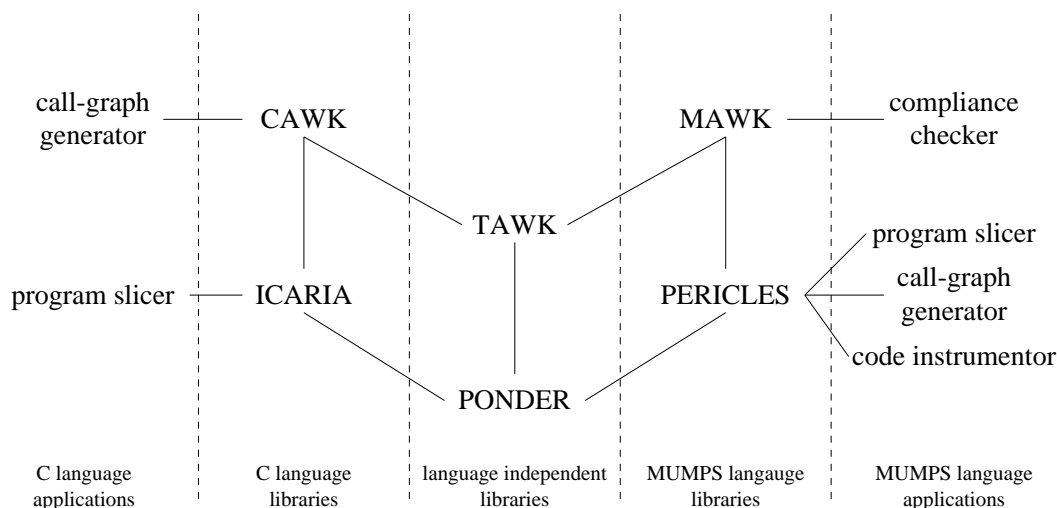 call-graph
generator
CAWK
MAWK
compliance
checker
TAWK
program slicer
program slicer
ICARIA
PERICLES
call-graph
generator
code instrumentor
PONDER
C language
applications
C language
libraries
language independent
libraries
MUMPS langauge
libraries
MUMPS language
applications